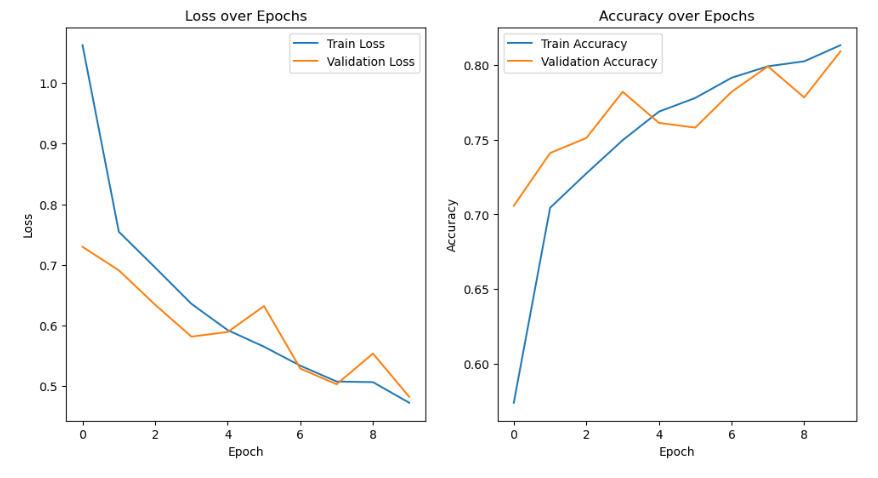 Loss over Epochs
Train Loss
Validation Loss
1.0
0.9
0.8
0.7
0.6
0.5
Loss
0 2 4 6 8
Epoch
Accuracy over Epochs
Train Accuracy
Validation Accuracy
0.80
0.75
0.70
0.65
0.60
Accuracy
0 2 4 6 8
Epoch